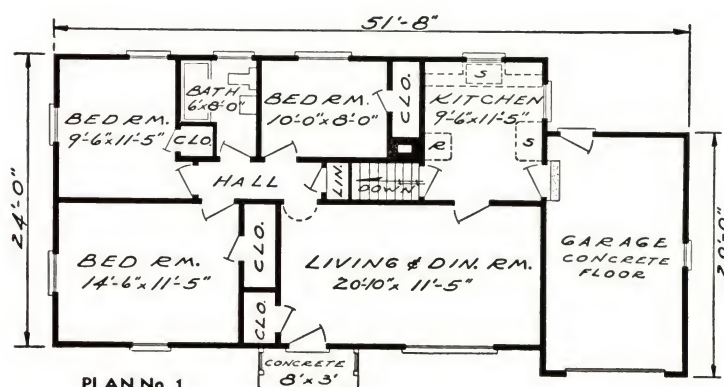 51'-8"
24'-0"
BATH
6'x8'-0"
BED RM.
9'-6"x11'-5"
CLO.
BED RM.
10'-0"x8'-0"
CLO.
S
KITCHEN
9'-6"x11'-5"
R
S
HALL
LIN.
DOWN
BED RM.
14'-6"x11'-5"
CLO.
CLO.
LIVING & DIN. RM.
20'-10"x 11'-5"
GARAGE
CONCRETE
FLOOR
20'-0"
CONCRETE
8'x3'
PLAN No. 1